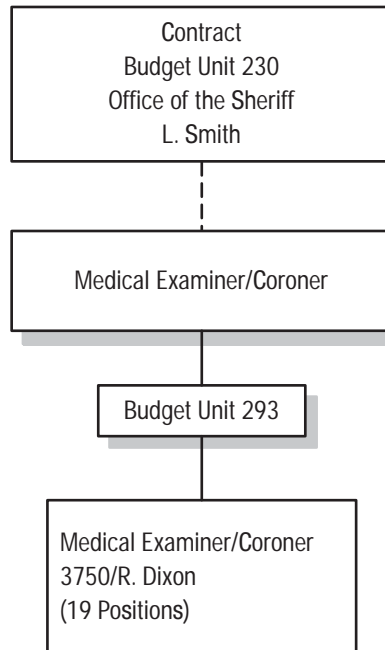 Contract
Budget Unit 230
Office of the Sheriff
L. Smith
Medical Examiner/Coroner
Budget Unit 293
Medical Examiner/Coroner
3750/R. Dixon
(19 Positions)